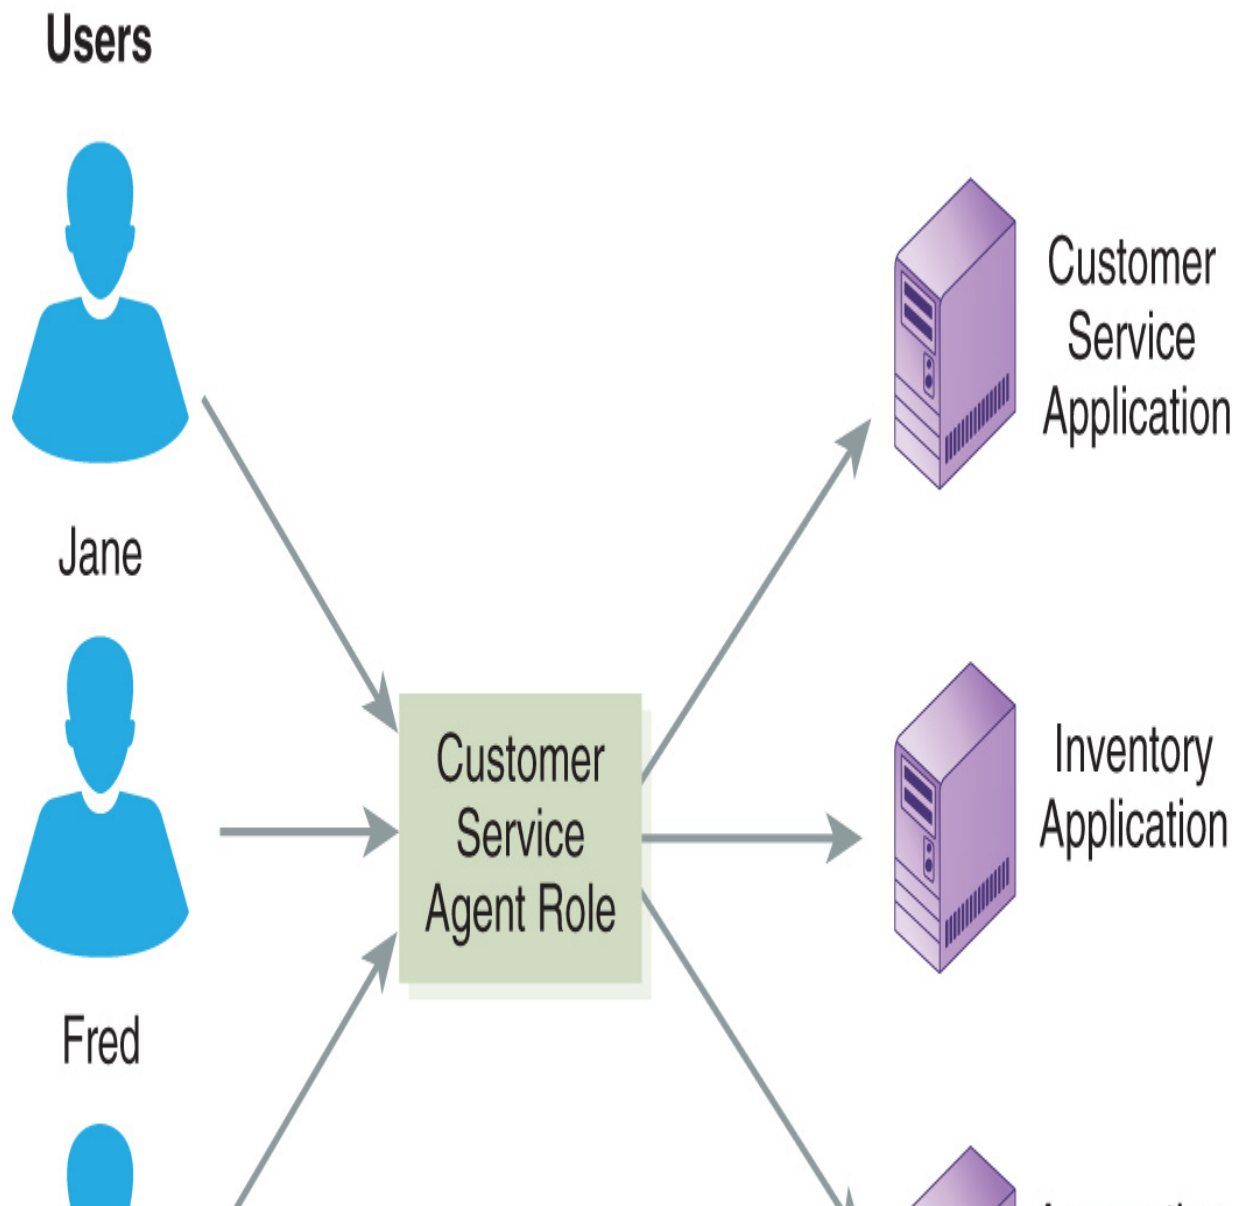 Users
Jane
Fred
Customer
Service
Agent Role
Customer
Service
Application
Inventory
Application